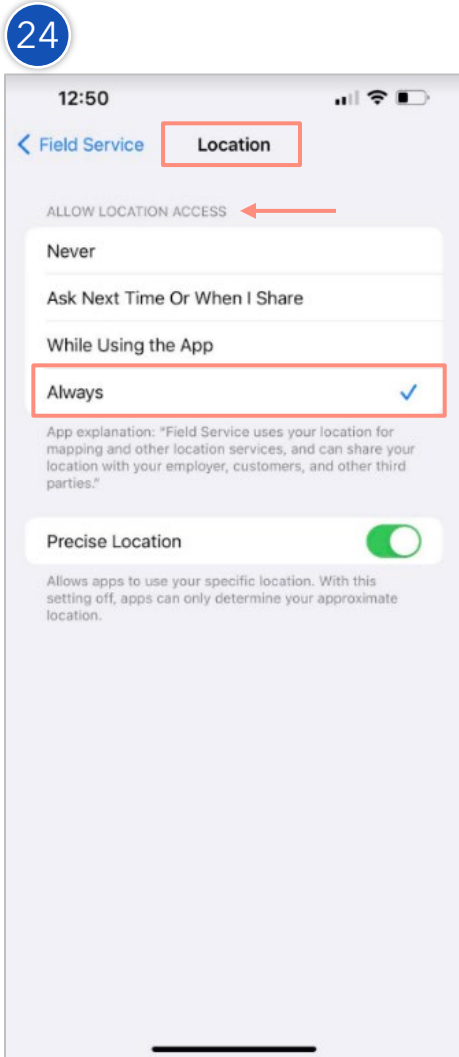 24
12:50
Field Service
Location
ALLOW LOCATION ACCESS
Never
Ask Next Time Or When I Share
While Using the App
Always
App explanation: "Field Service uses your location for
mapping and other location services, and can share your
location with your employer, customers, and other third
parties."
Precise Location
Allows apps to use your specific location. With this
setting off, apps can only determine your approximate
location.